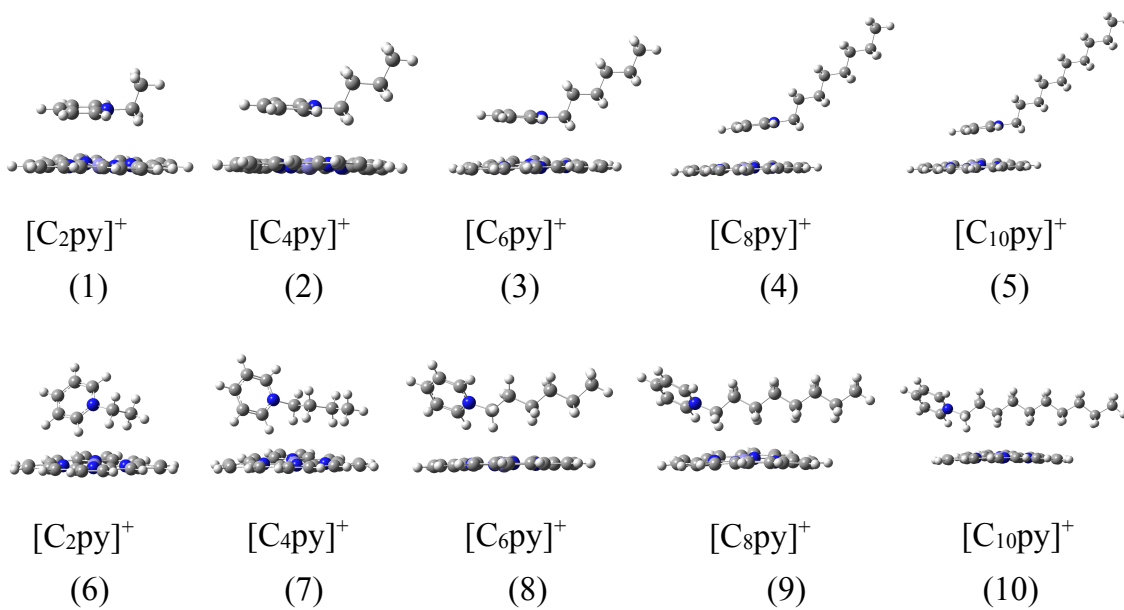 [C₂py]⁺ [C₄py]⁺ [C₆py]⁺ [C₈py]⁺ [C₁₀py]⁺
(1) (2) (3) (4) (5)
[C₂py]⁺ [C₄py]⁺ [C₆py]⁺ [C₈py]⁺ [C₁₀py]⁺
(6) (7) (8) (9) (10)